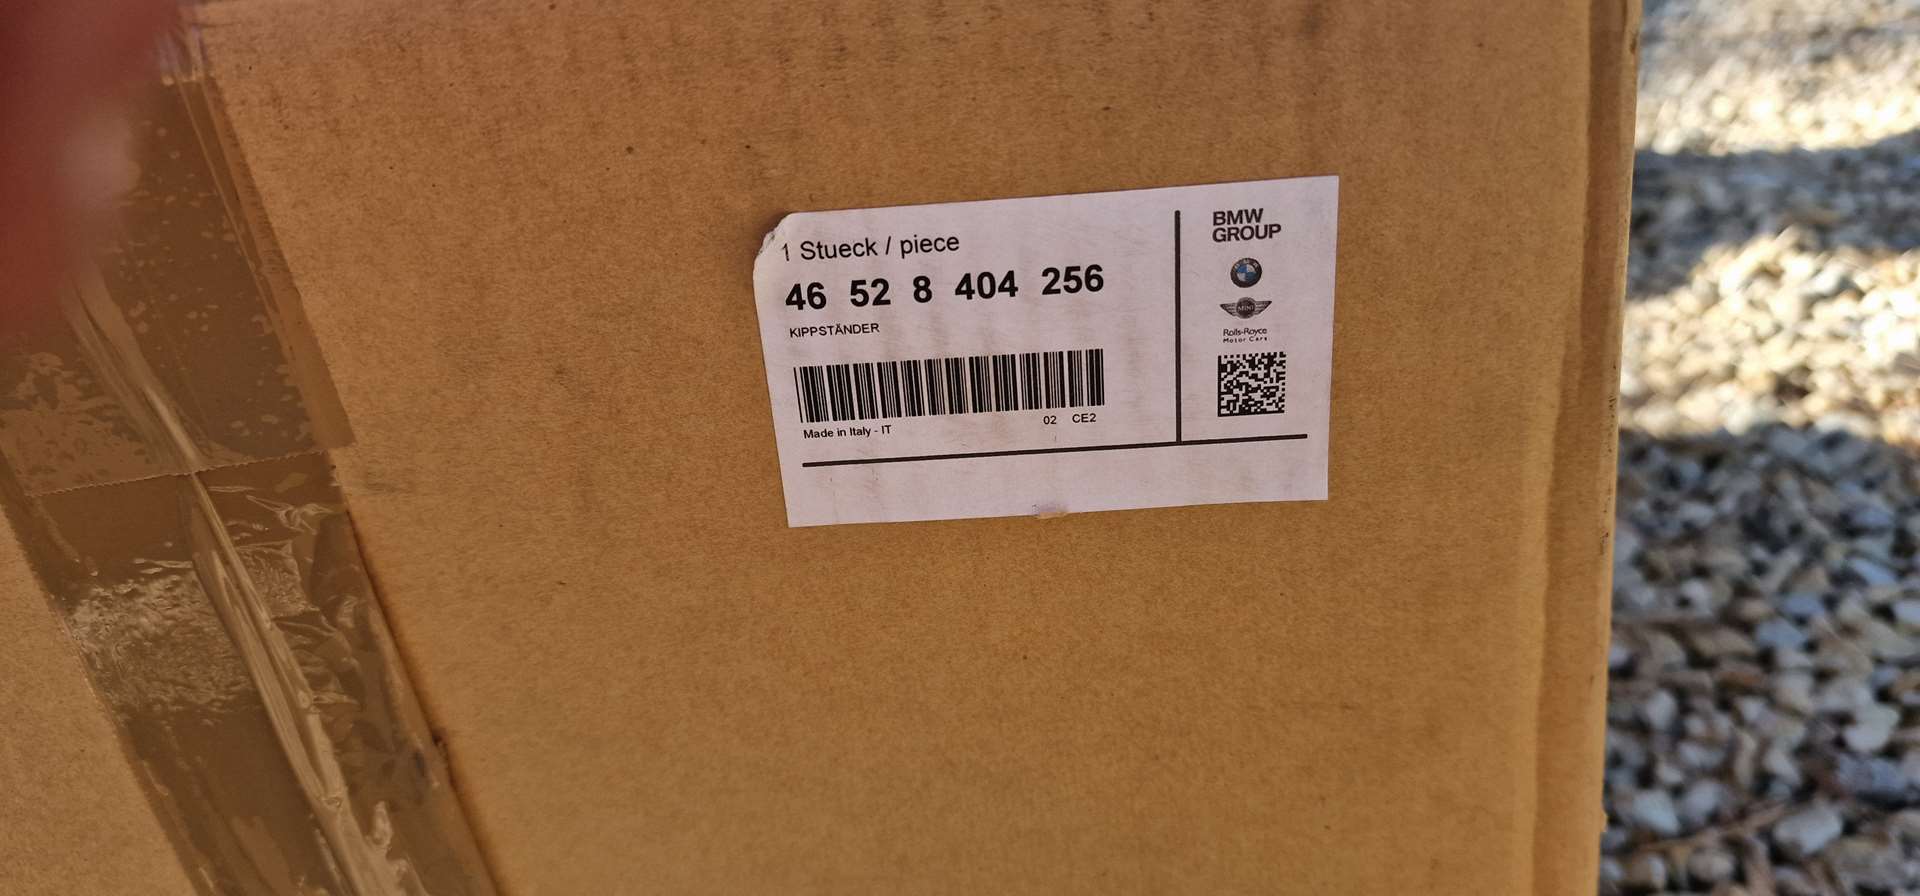 1 Stueck / piece
46 52 8 404 256
KIPPSTÄNDER
Made in Italy - IT
02 CE2
BMW
GROUP
MINI
Rolls-Royce
Motor Cars